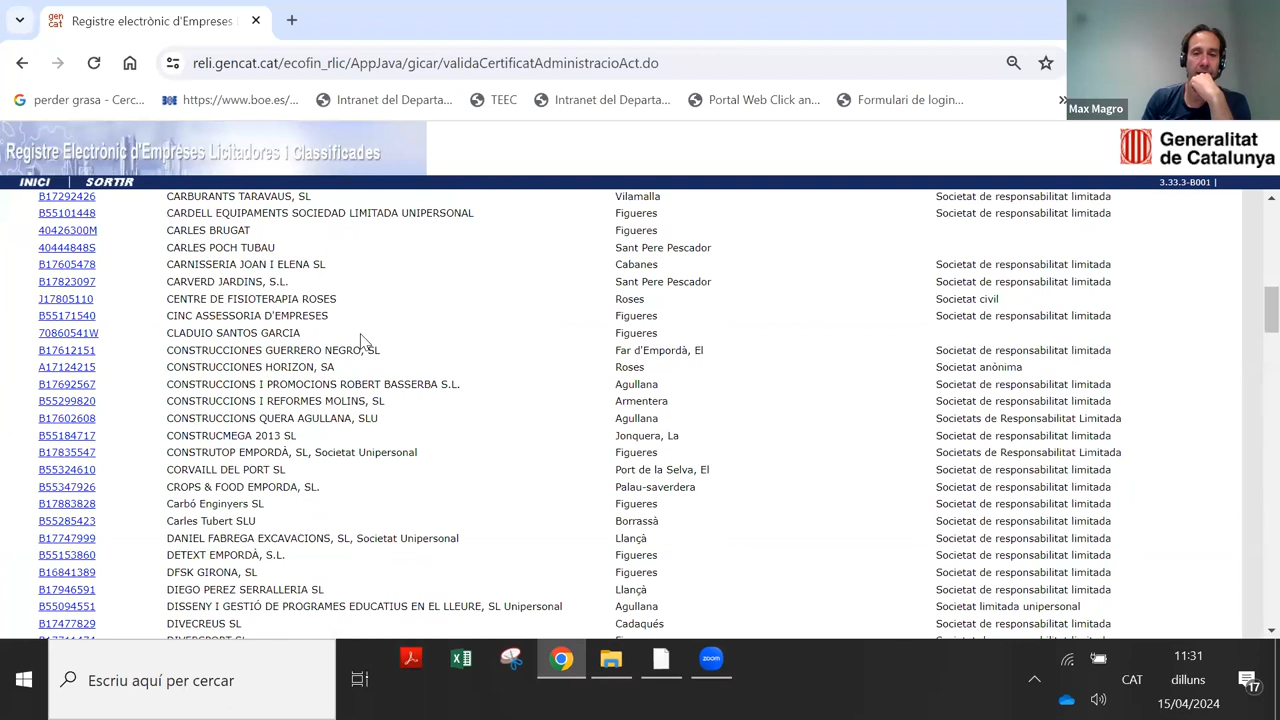 gen
cat
Registre electrònic d'Empreses
reli.gencat.cat/ecofin_rlic/AppJava/gicar/validaCertificatAdministracioAct.do
perder grasa - Cerc... https://www.boe.es/... Intranet del Departa... TEEC Intranet del Departa... Portal Web Click an... Formulari de login...
Max Magro
Registre Electrònic d'Empreses Licitadores i Classificades
Generalitat
de Catalunya
INICI | SORTIR 3.33.3-B001 |
B17292426 CARBURANTS TARAVAUS, SL Vilamalla Societat de responsabilitat limitada
B55101448 CARDELL EQUIPAMENTS SOCIEDAD LIMITADA UNIPERSONAL Figueres Societat de responsabilitat limitada
40426300M CARLES BRUGAT Figueres
40444848S CARLES POCH TUBAU Sant Pere Pescador
B17605478 CARNISSERIA JOAN I ELENA SL Cabanes Societat de responsabilitat limitada
B17823097 CARVERD JARDINS, S.L. Sant Pere Pescador Societat de responsabilitat limitada
J17805110 CENTRE DE FISIOTERAPIA ROSES Roses Societat civil
B55171540 CINC ASSESSORIA D'EMPRESES Figueres Societat de responsabilitat limitada
70860541W CLADUIO SANTOS GARCIA Figueres
B17612151 CONSTRUCCIONES GUERRERO NEGRO, SL Far d'Empordà, El Societat de responsabilitat limitada
A17124215 CONSTRUCCIONES HORIZON, SA Roses Societat anònima
B17692567 CONSTRUCCIONS I PROMOCIONS ROBERT BASSERBA S.L. Agullana Societat de responsabilitat limitada
B55299820 CONSTRUCCIONS I REFORMES MOLINS, SL Armentera Societat de responsabilitat limitada
B17602608 CONSTRUCCIONS QUERA AGULLANA, SLU Agullana Societats de Responsabilitat Limitada
B55184717 CONSTRUCMEGA 2013 SL Jonquera, La Societat de responsabilitat limitada
B17835547 CONSTRUTOP EMPORDÀ, SL, Societat Unipersonal Figueres Societats de Responsabilitat Limitada
B55324610 CORVAILL DEL PORT SL Port de la Selva, El Societat de responsabilitat limitada
B55347926 CROPS & FOOD EMPORDA, SL. Palau-saverdera Societat de responsabilitat limitada
B17883828 Carbó Enginyers SL Figueres Societat de responsabilitat limitada
B55285423 Carles Tubert SLU Borrassà Societat de responsabilitat limitada
B17747999 DANIEL FABREGA EXCAVACIONS, SL, Societat Unipersonal Llançà Societat de responsabilitat limitada
B55153860 DETEXT EMPORDÀ, S.L. Figueres Societat de responsabilitat limitada
B16841389 DFSK GIRONA, SL Figueres Societat de responsabilitat limitada
B17946591 DIEGO PEREZ SERRALLERIA SL Llançà Societat de responsabilitat limitada
B55094551 DISSENY I GESTIÓ DE PROGRAMES EDUCATIUS EN EL LLEURE, SL Unipersonal Agullana Societat limitada unipersonal
B17477829 DIVECREUS SL Cadaqués Societat de responsabilitat limitada
Escriu aquí per cercar
zoom
CAT
11:31
dilluns
15/04/2024
17